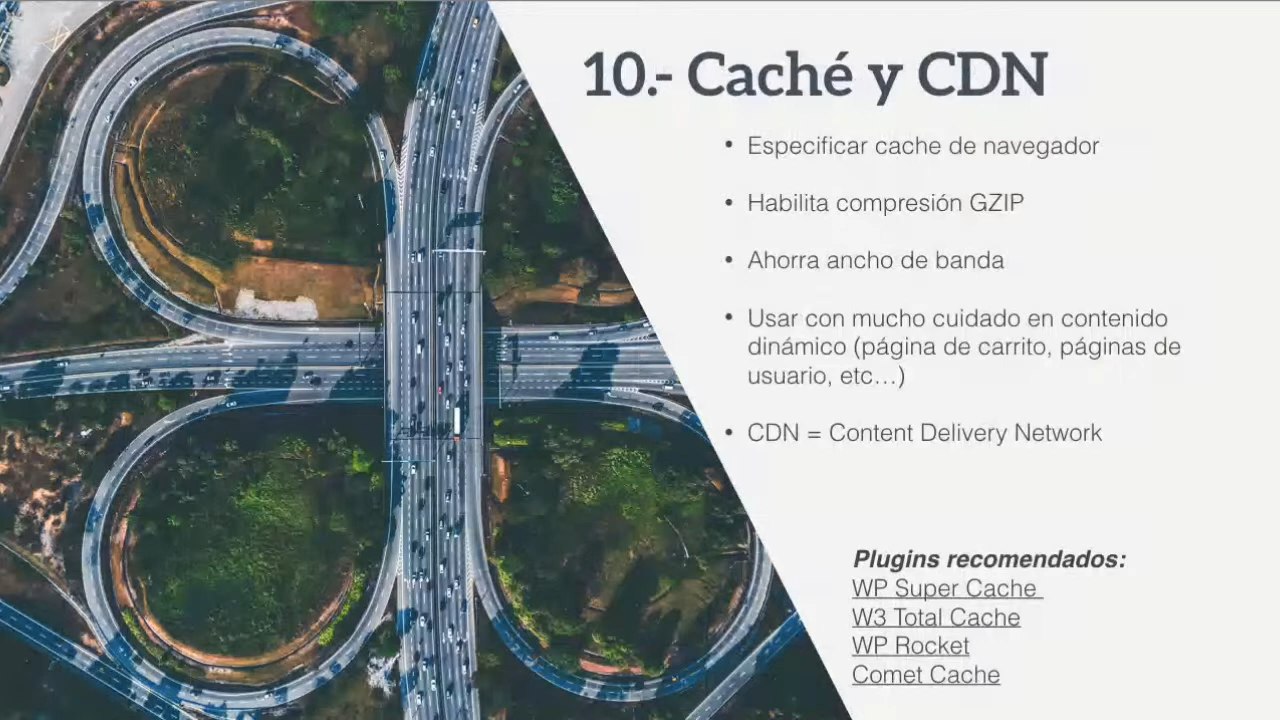 10.- Caché y CDN
• Especificar cache de navegador
• Habilita compresión GZIP
• Ahorra ancho de banda
• Usar con mucho cuidado en contenido
dinámico (página de carrito, páginas de
usuario, etc…)
• CDN = Content Delivery Network
Plugins recomendados:
WP Super Cache
W3 Total Cache
WP Rocket
Comet Cache